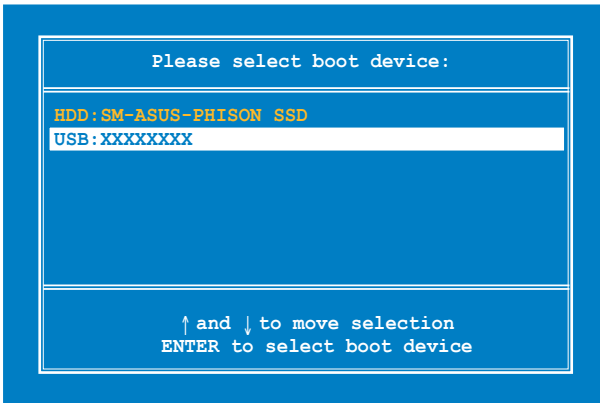 Please select boot device:
HDD:SM-ASUS-PHISON SSD
USB:XXXXXXXX
↑ and ↓ to move selection
ENTER to select boot device